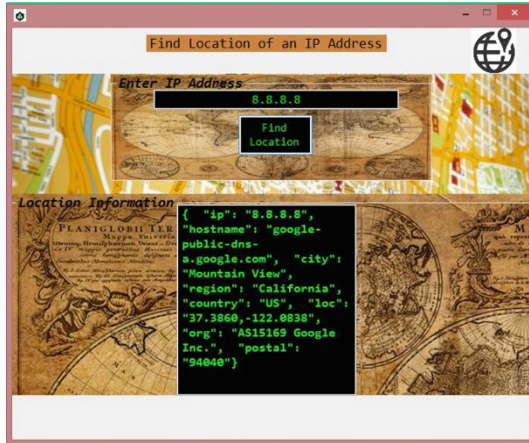 Find Location of an IP Address
Enter IP Address
8.8.8.8
Find
Location
Location Information
{  "ip": "8.8.8.8",
"hostname": "google-
public-dns-
a.google.com",  "city":
"Mountain View",
"region": "California",
"country": "US",  "loc":
"37.3860,-122.0838",
"org": "AS15169 Google
Inc.",  "postal":
"94040"}
PLANIGLOBII TER
Mappa Vniversa